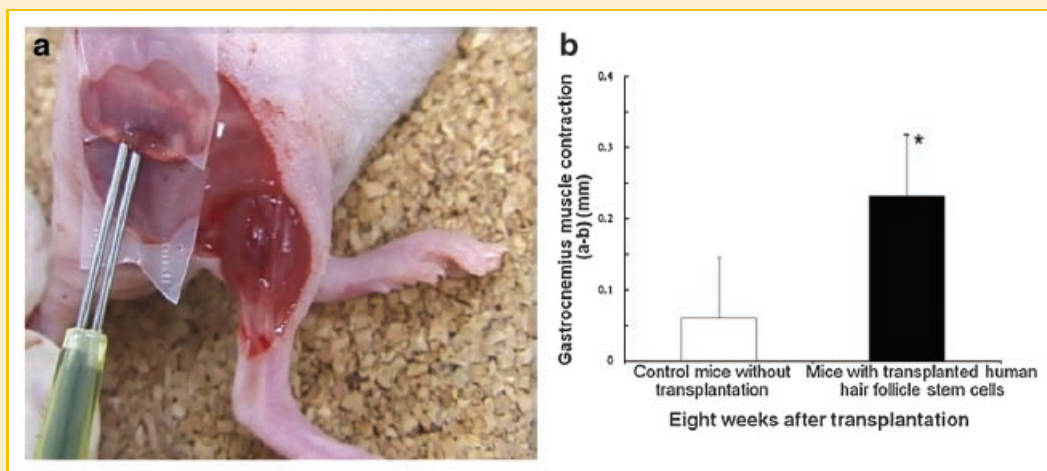 a
b
Gastrocnemius muscle contraction
(a-b) (mm)
0.4
0.3
0.2
0.1
0
*
Control mice without
transplantation
Mice with transplanted human
hair follicle stem cells
Eight weeks after transplantation